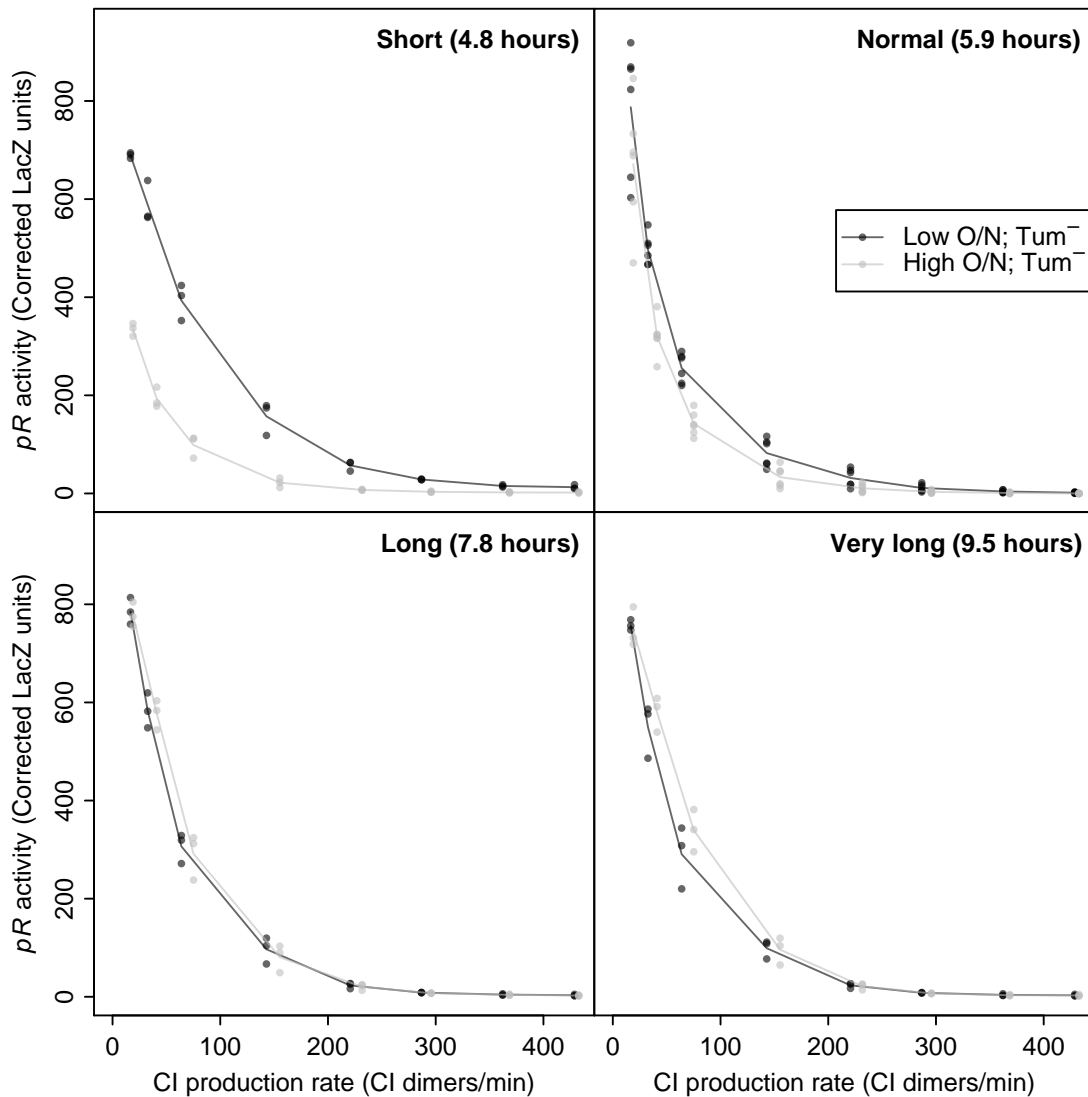 Short (4.8 hours)
Normal (5.9 hours)
pR activity (Corrected LacZ units)
0 200 400 600 800
Low O/N; Tum⁻
High O/N; Tum⁻
Long (7.8 hours)
Very long (9.5 hours)
pR activity (Corrected LacZ units)
0 200 400 600 800
0 100 200 300 400
0 100 200 300 400
CI production rate (CI dimers/min)
CI production rate (CI dimers/min)